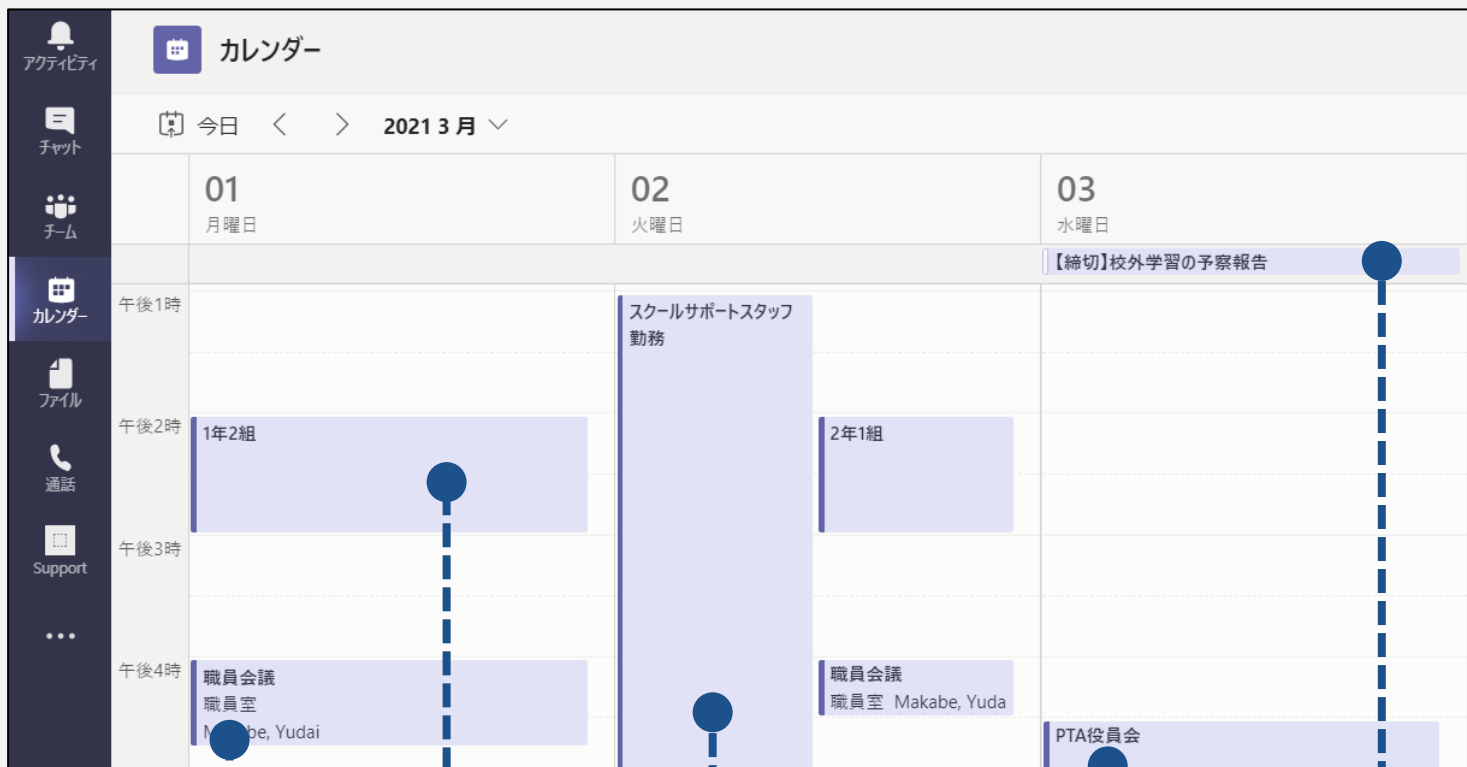 アクティビティ
チャット
チーム
カレンダー
ファイル
通話
Support
カレンダー
今日
2021 3 月
01
月曜日
02
火曜日
03
水曜日
【締切】校外学習の予察報告
午後1時
午後2時
午後3時
午後4時
1年2組
職員会議
職員室
be, Yudai
スクールサポートスタッフ
勤務
2年1組
職員会議
職員室 Makabe, Yuda
PTA役員会